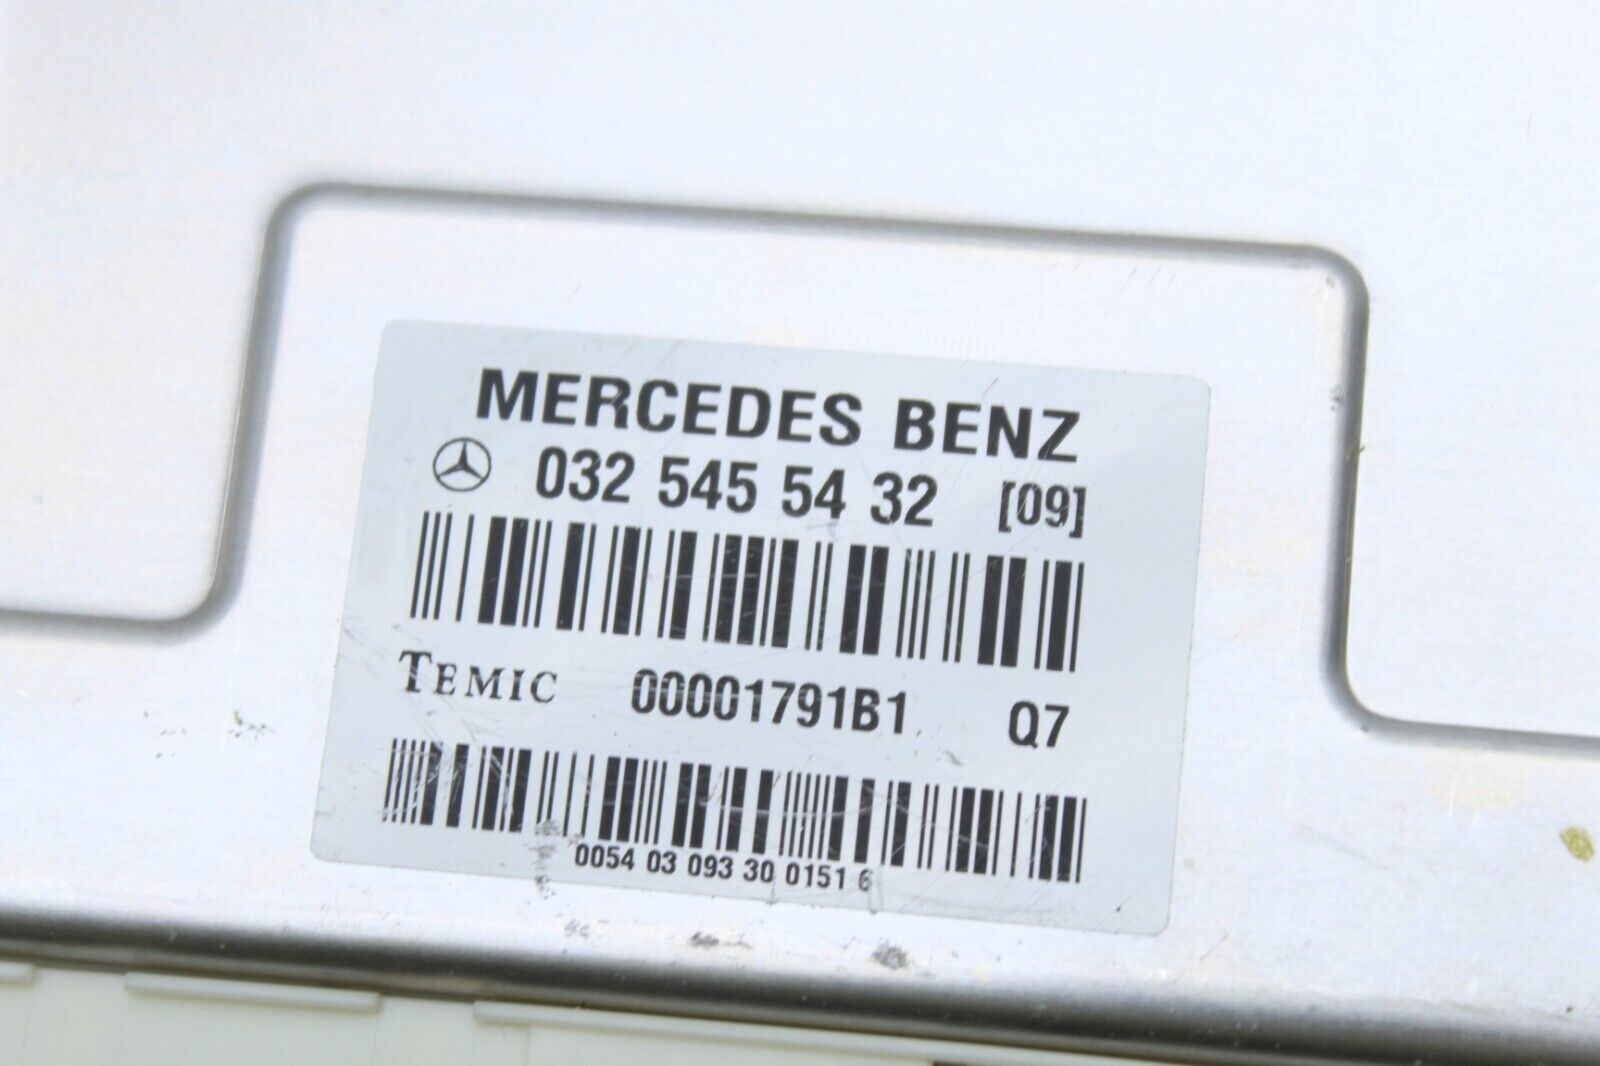 MERCEDES BENZ
032 545 54 32 [09]
TEMIC 00001791B1 Q7
0054 03 093 30 0151 6